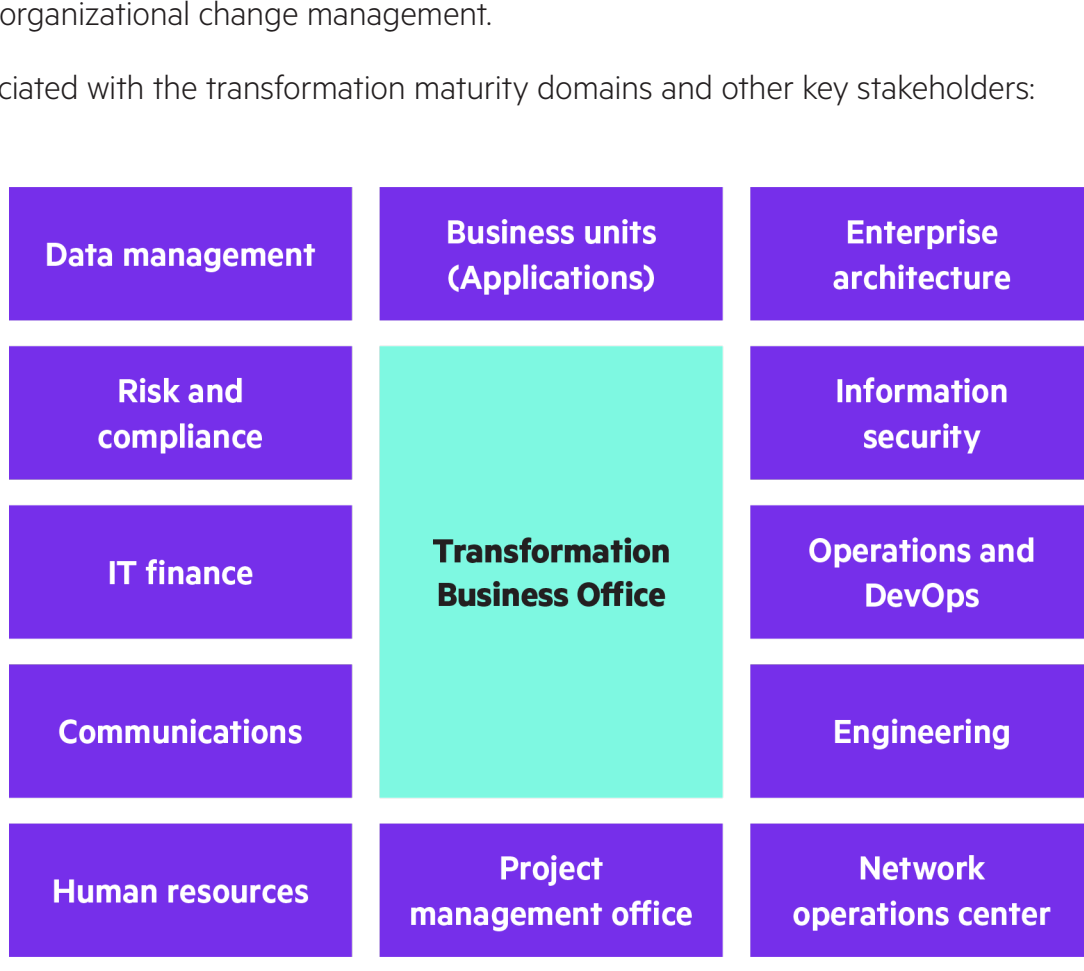 organizational change management.
ciated with the transformation maturity domains and other key stakeholders:
Data management
Business units
(Applications)
Enterprise
architecture
Risk and
compliance
Information
security
IT finance
Transformation
Business Office
Operations and
DevOps
Communications
Engineering
Human resources
Project
management office
Network
operations center